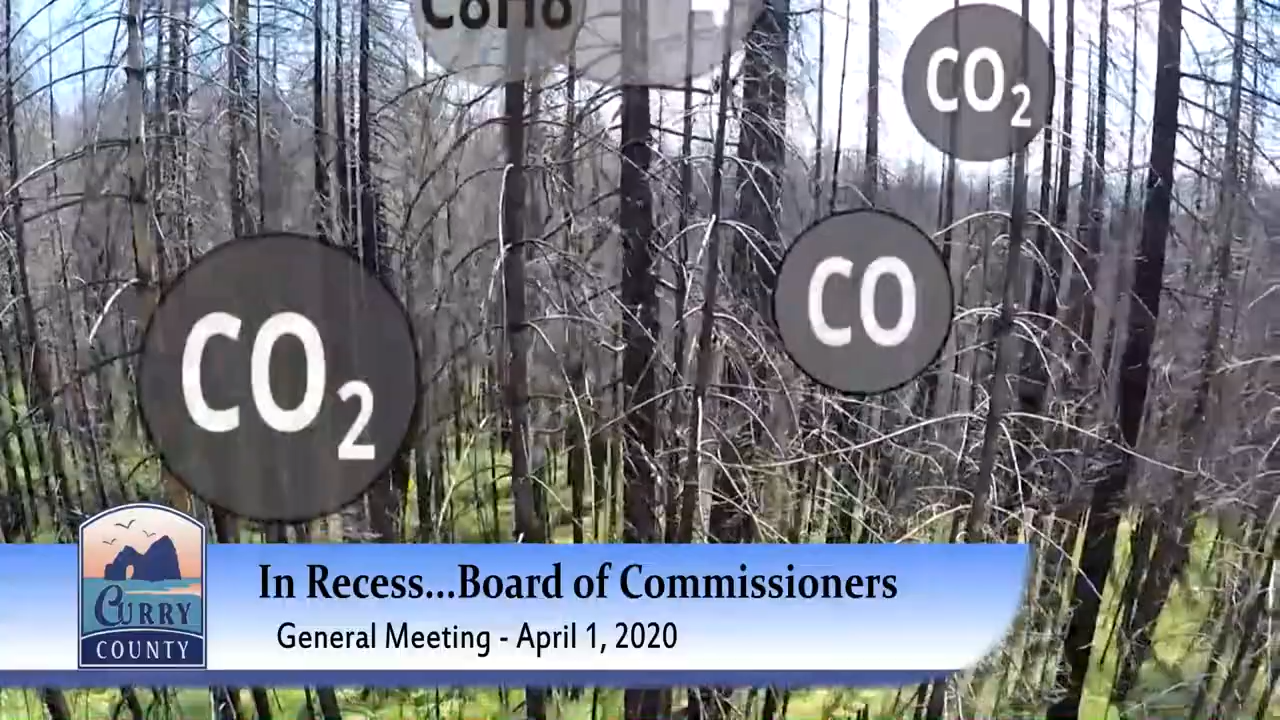 CO₂
CO₂
CO
In Recess...Board of Commissioners
General Meeting - April 1, 2020
CURRY
COUNTY